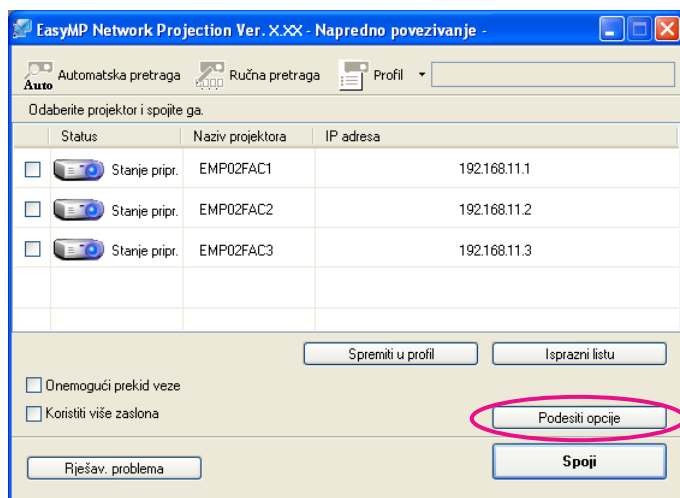 EasyMP Network Projection Ver. X.XX - Napredno povezivanje -
Auto Automatska pretraga Ručna pretraga Profil
Odaberite projektor i spojite ga.
Status Naziv projektora IP adresa
Stanje pripr. EMP02FAC1 192.168.11.1
Stanje pripr. EMP02FAC2 192.168.11.2
Stanje pripr. EMP02FAC3 192.168.11.3
Spremiti u profil Isprazni listu
Onemogući prekid veze
Koristiti više zaslona Podesiti opcije
Rješav. problema Spoji